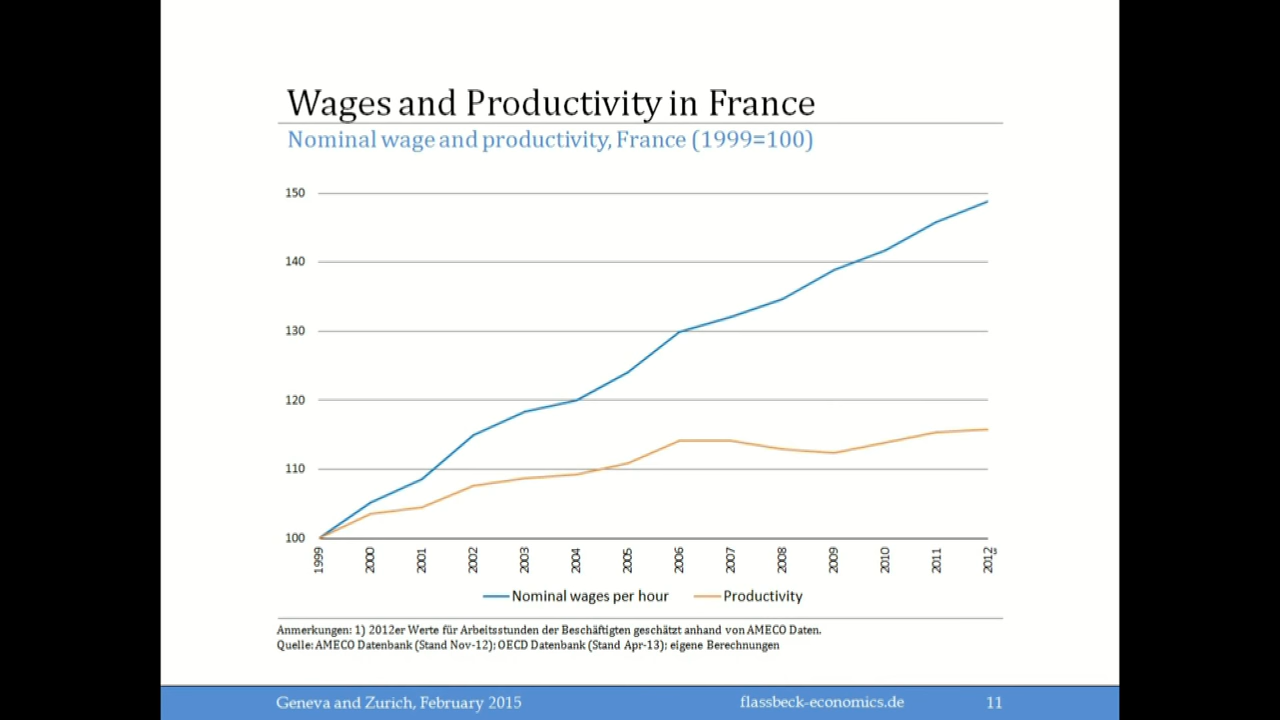 Wages and Productivity in France
Nominal wage and productivity, France (1999=100)
150
140
130
120
110
100
1999
2000
2001
2002
2003
2004
2005
2006
2007
2008
2009
2010
2011
2012
Nominal wages per hour
Productivity
Anmerkungen: 1) 2012er Werte für Arbeitsstunden der Beschäftigten geschätzt anhand von AMECO Daten.
Quelle: AMECO Datenbank (Stand Nov-12); OECD Datenbank (Stand Apr-13); eigene Berechnungen
Geneva and Zurich, February 2015
flassbeck-economics.de
11